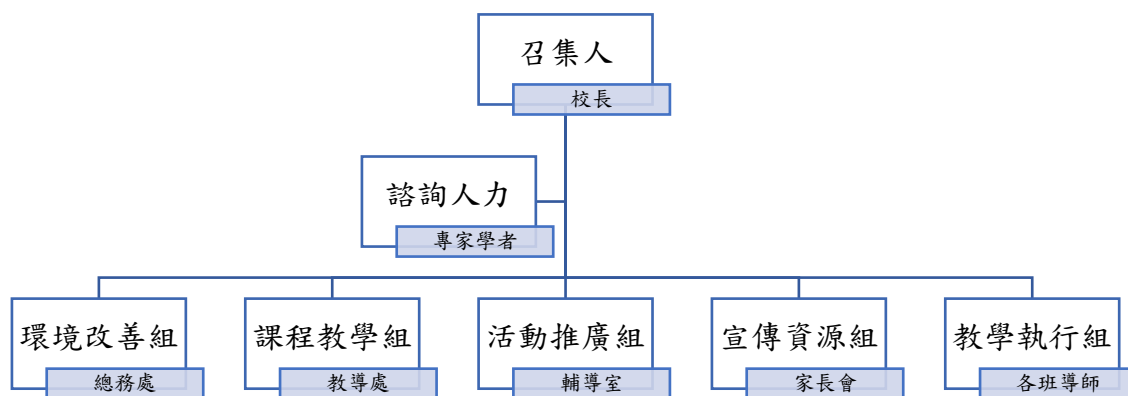 召集人
校長
諮詢人力
專家學者
環境改善組
總務處
課程教學組
教導處
活動推廣組
輔導室
宣傳資源組
家長會
教學執行組
各班導師